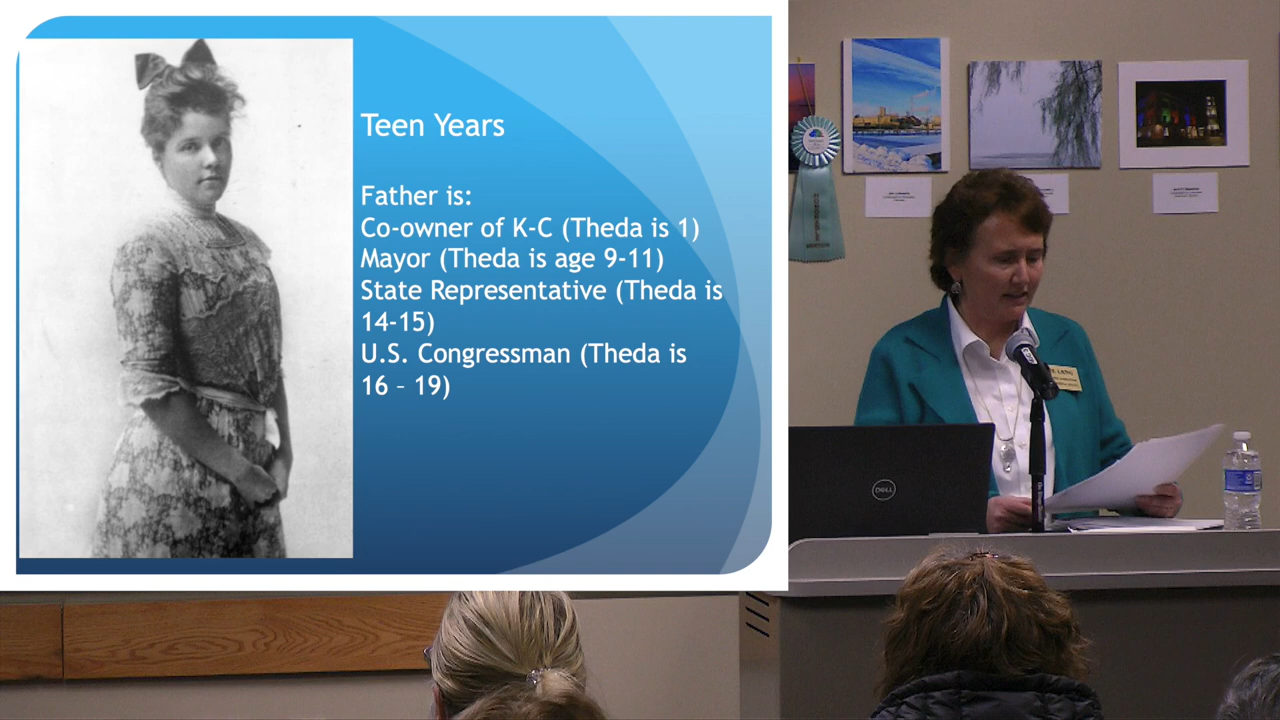 Teen Years
Father is:
Co-owner of K-C (Theda is 1)
Mayor (Theda is age 9-11)
State Representative (Theda is
14-15)
U.S. Congressman (Theda is
16 – 19)
LANG
DELL